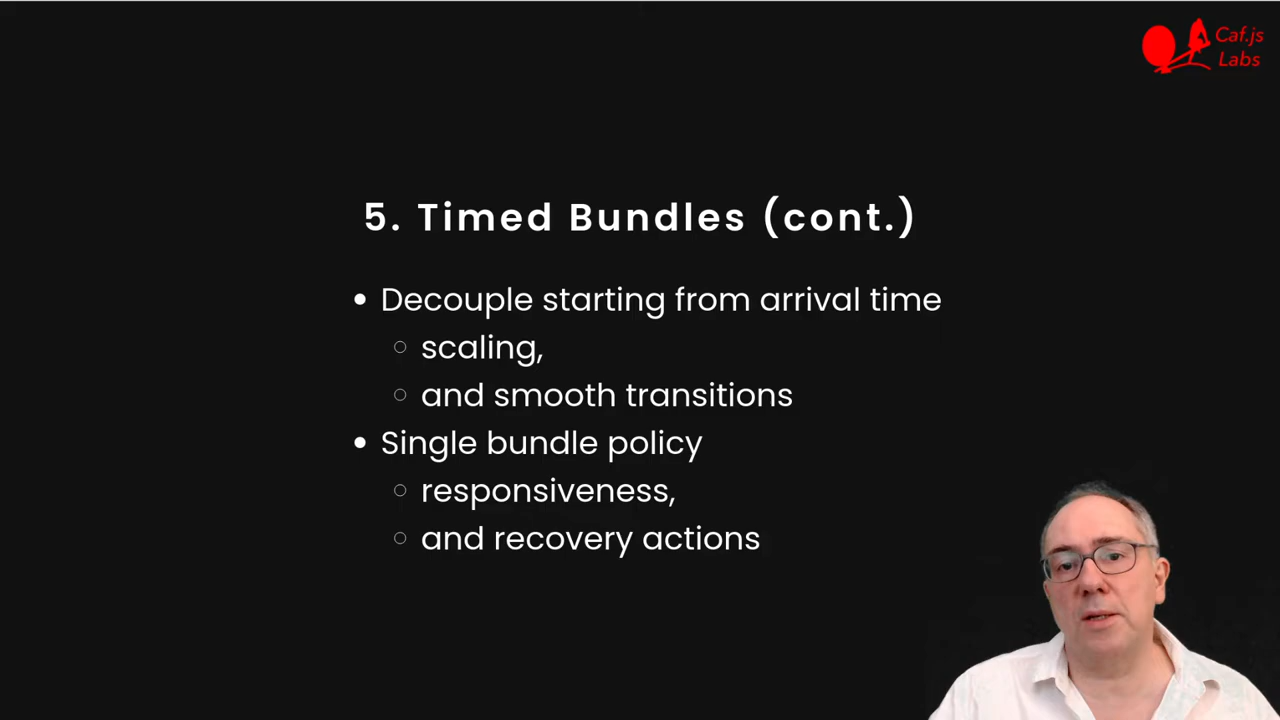 Caf.js
Labs
5. Timed Bundles (cont.)
Decouple starting from arrival time
scaling,
and smooth transitions
Single bundle policy
responsiveness,
and recovery actions